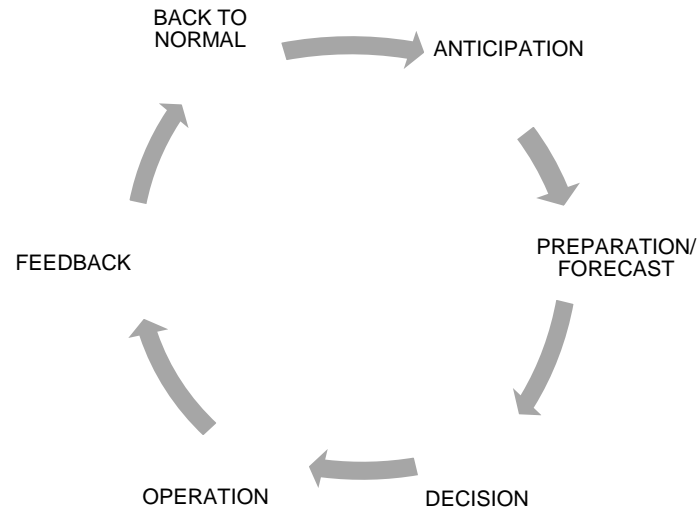 BACK TO
NORMAL
ANTICIPATION
PREPARATION/
FORECAST
DECISION
OPERATION
FEEDBACK